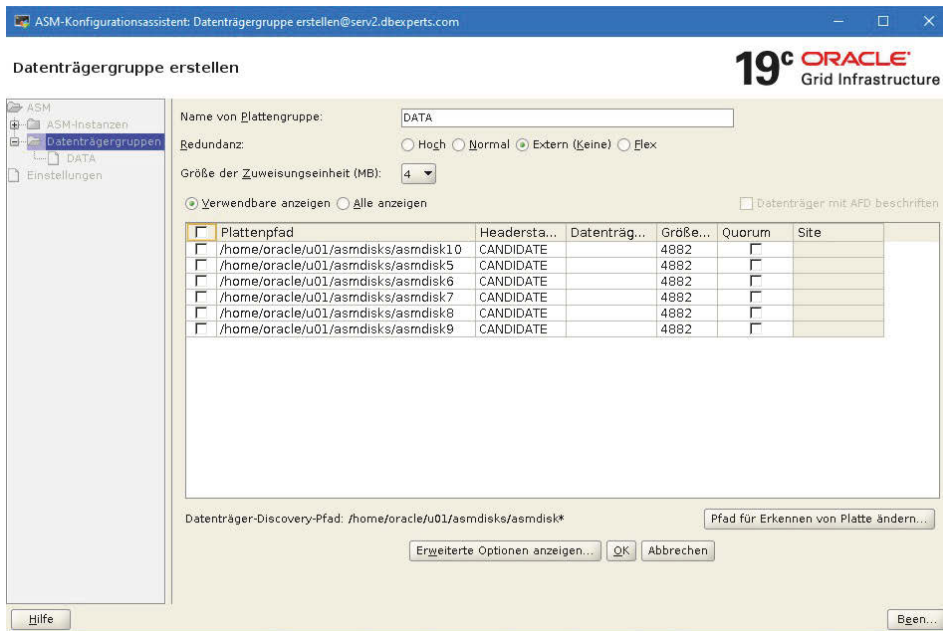 ASM-Konfigurationsassistent: Datenträgergruppe erstellen@serv2.dbexperts.com
Datenträgergruppe erstellen
19c ORACLE
Grid Infrastructure
ASM
ASM-Instanzen
Datenträgergruppen
DATA
Einstellungen
Name von Plattengruppe: DATA
Redundanz: Hoch Normal Extern (Keine) Flex
Größe der Zuweisungseinheit (MB): 4
Verwendbare anzeigen Alle anzeigen Datenträger mit AFD beschriften
Plattenpfad Headersta... Datenträg... Größe... Quorum Site
/home/oracle/u01/asmdisks/asmdisk10 CANDIDATE 4882
/home/oracle/u01/asmdisks/asmdisk5 CANDIDATE 4882
/home/oracle/u01/asmdisks/asmdisk6 CANDIDATE 4882
/home/oracle/u01/asmdisks/asmdisk7 CANDIDATE 4882
/home/oracle/u01/asmdisks/asmdisk8 CANDIDATE 4882
/home/oracle/u01/asmdisks/asmdisk9 CANDIDATE 4882
Datenträger-Discovery-Pfad: /home/oracle/u01/asmdisks/asmdisk* Pfad für Erkennen von Platte ändern...
Erweiterte Optionen anzeigen... OK Abbrechen
Hilfe Been...